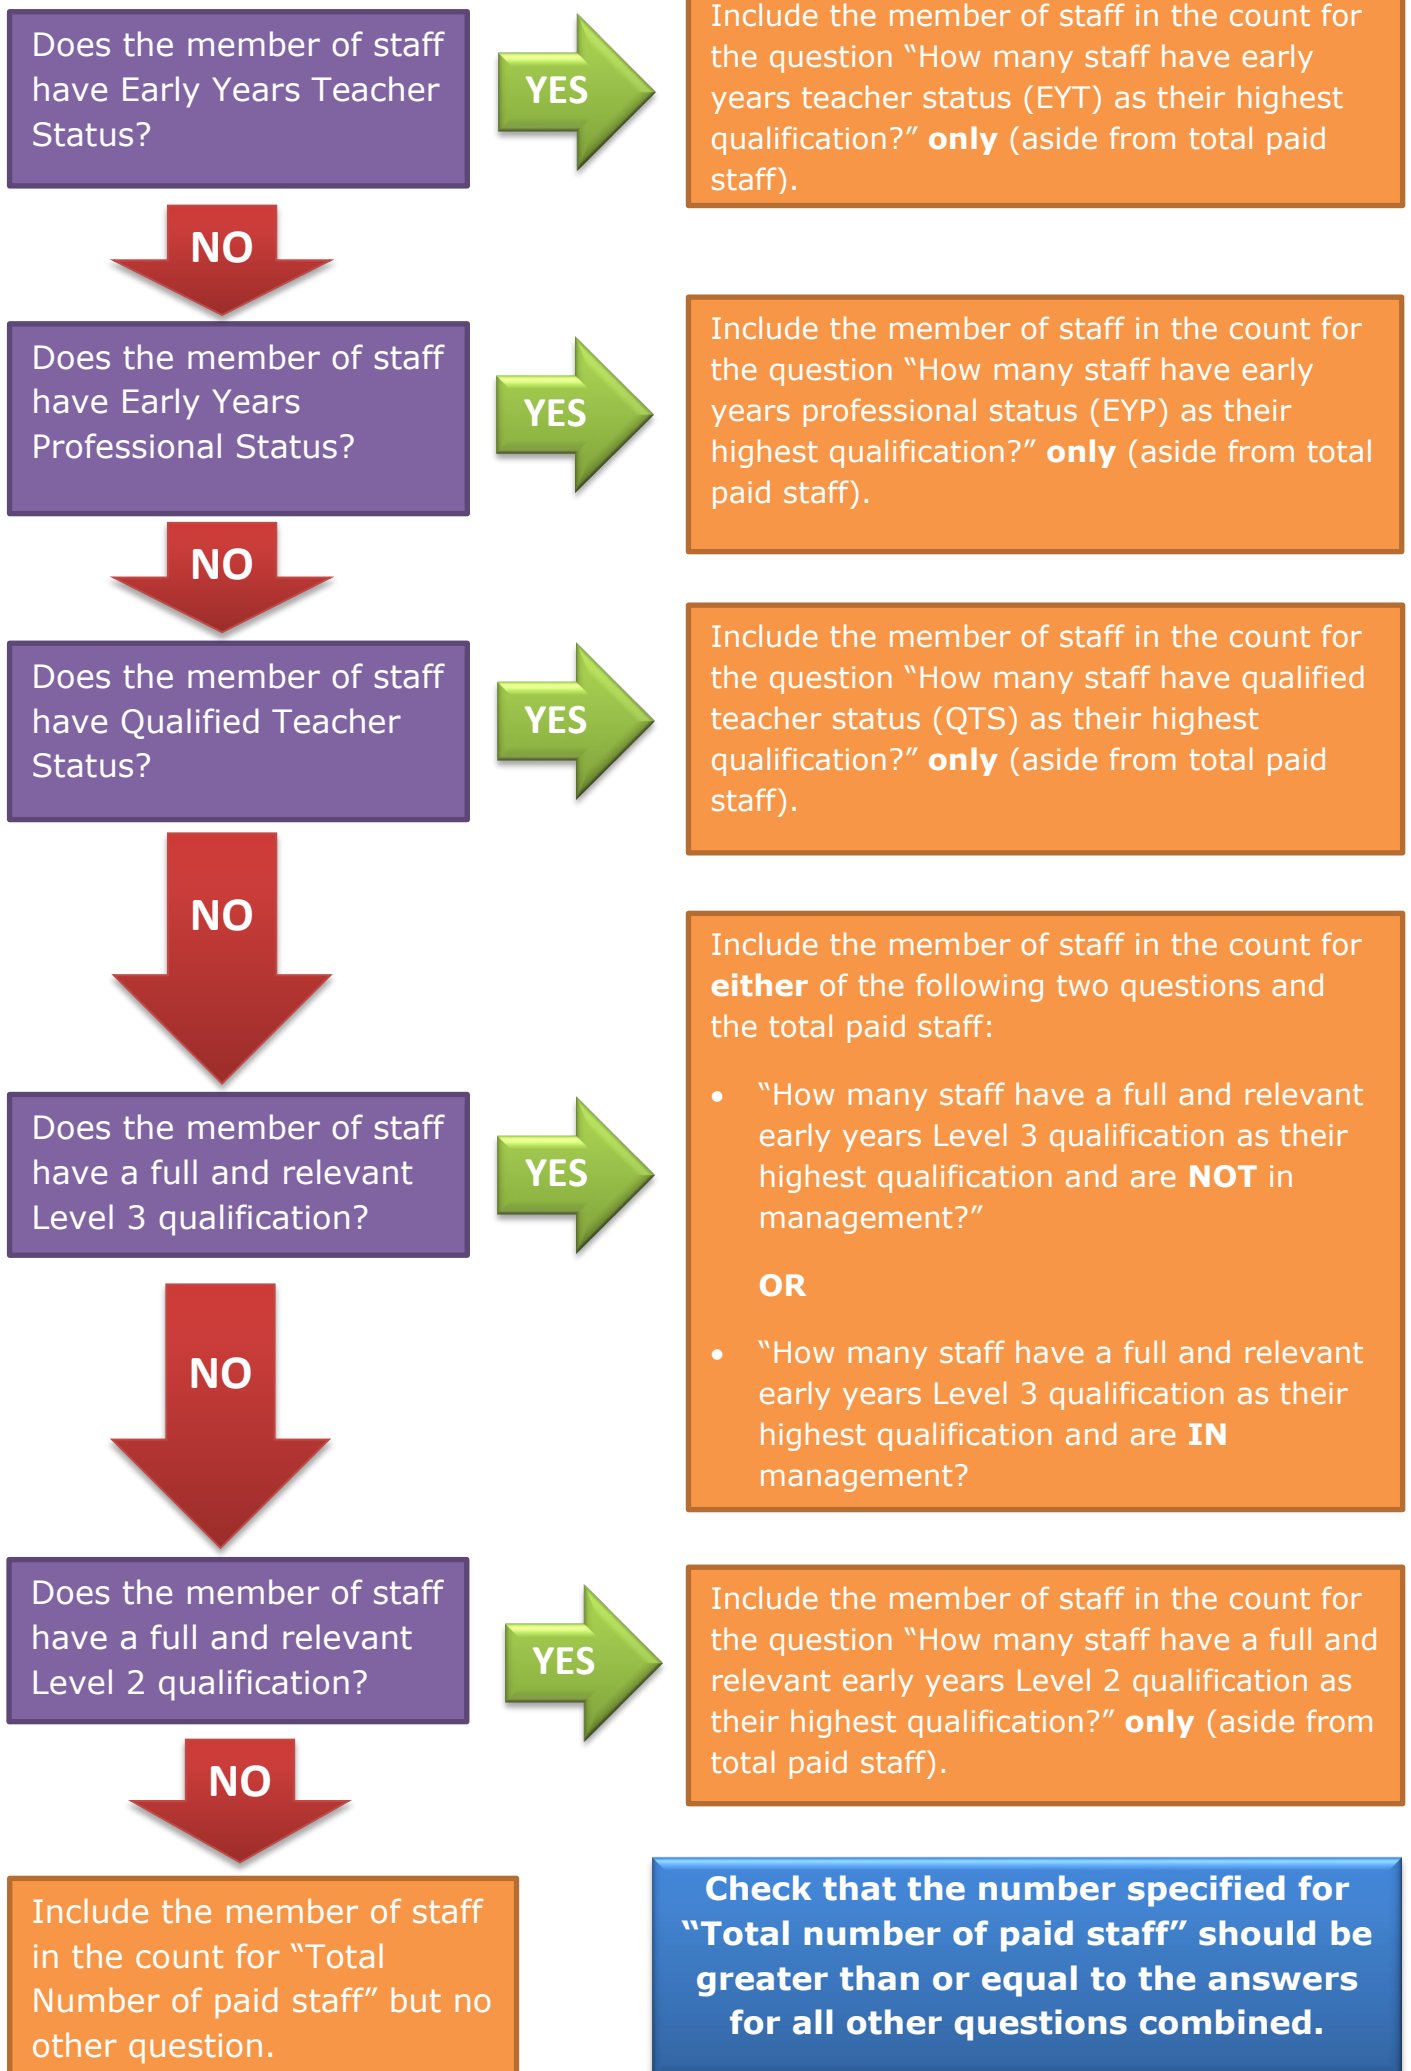 Does the member of staff
have Early Years Teacher
Status?
YES
Include the member of staff in the count for
the question “How many staff have early
years teacher status (EYT) as their highest
qualification?” only (aside from total paid
staff).
NO
Does the member of staff
have Early Years
Professional Status?
YES
Include the member of staff in the count for
the question “How many staff have early
years professional status (EYP) as their
highest qualification?” only (aside from total
paid staff).
NO
Does the member of staff
have Qualified Teacher
Status?
YES
Include the member of staff in the count for
the question “How many staff have qualified
teacher status (QTS) as their highest
qualification?” only (aside from total paid
staff).
NO
Does the member of staff
have a full and relevant
Level 3 qualification?
YES
Include the member of staff in the count for
either of the following two questions and
the total paid staff:
• “How many staff have a full and relevant
early years Level 3 qualification as their
highest qualification and are NOT in
management?”
OR
• “How many staff have a full and relevant
early years Level 3 qualification as their
highest qualification and are IN
management?
NO
Does the member of staff
have a full and relevant
Level 2 qualification?
YES
Include the member of staff in the count for
the question “How many staff have a full and
relevant early years Level 2 qualification as
their highest qualification?” only (aside from
total paid staff).
NO
Include the member of staff
in the count for “Total
Number of paid staff” but no
other question.
Check that the number specified for
“Total number of paid staff” should be
greater than or equal to the answers
for all other questions combined.